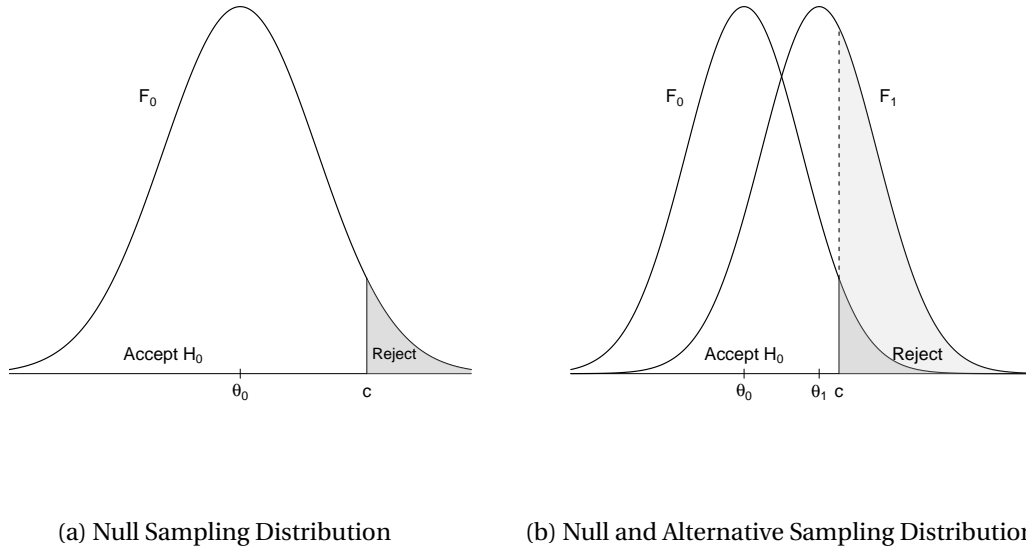 F₀
Accept H₀
Reject
θ₀
c
F₀
F₁
Accept H₀
Reject
θ₀
θ₁
c
(a) Null Sampling Distribution
(b) Null and Alternative Sampling Distribution